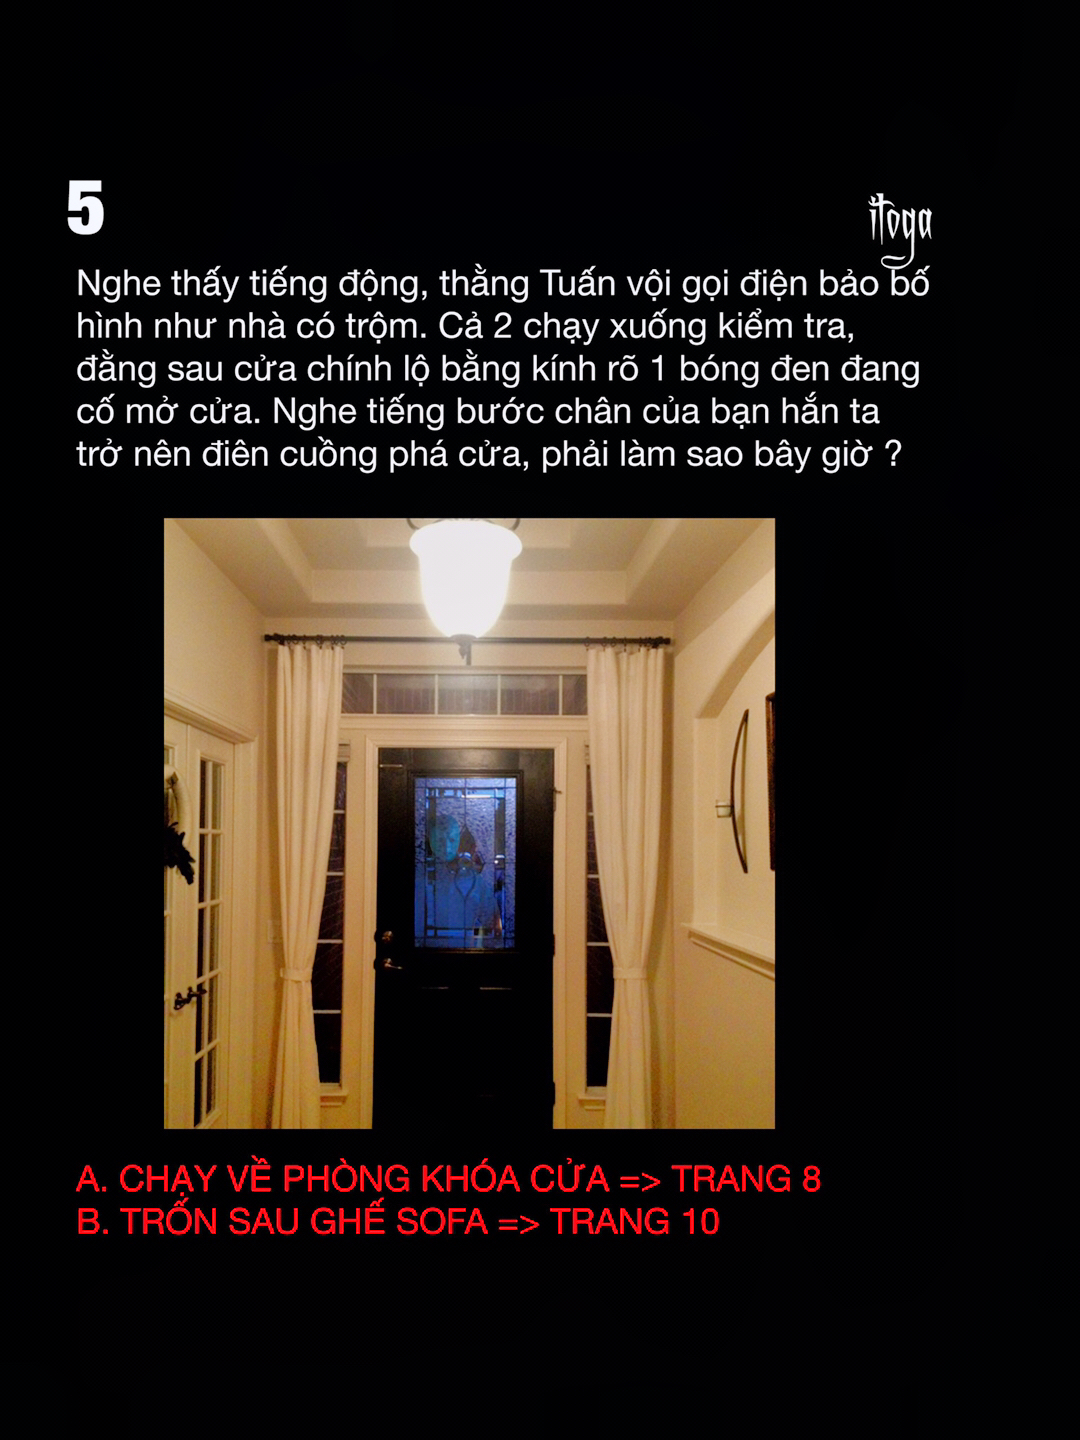 5
itoga
Nghe thấy tiếng động, thằng Tuấn vội gọi điện bảo bố
hình như nhà có trộm. Cả 2 chạy xuống kiểm tra,
đằng sau cửa chính lộ bằng kính rõ 1 bóng đen đang
cố mở cửa. Nghe tiếng bước chân của bạn hắn ta
trở nên điên cuồng phá cửa, phải làm sao bây giờ ?
A. CHẠY VỀ PHÒNG KHÓA CỬA => TRANG 8
B. TRỐN SAU GHẾ SOFA => TRANG 10